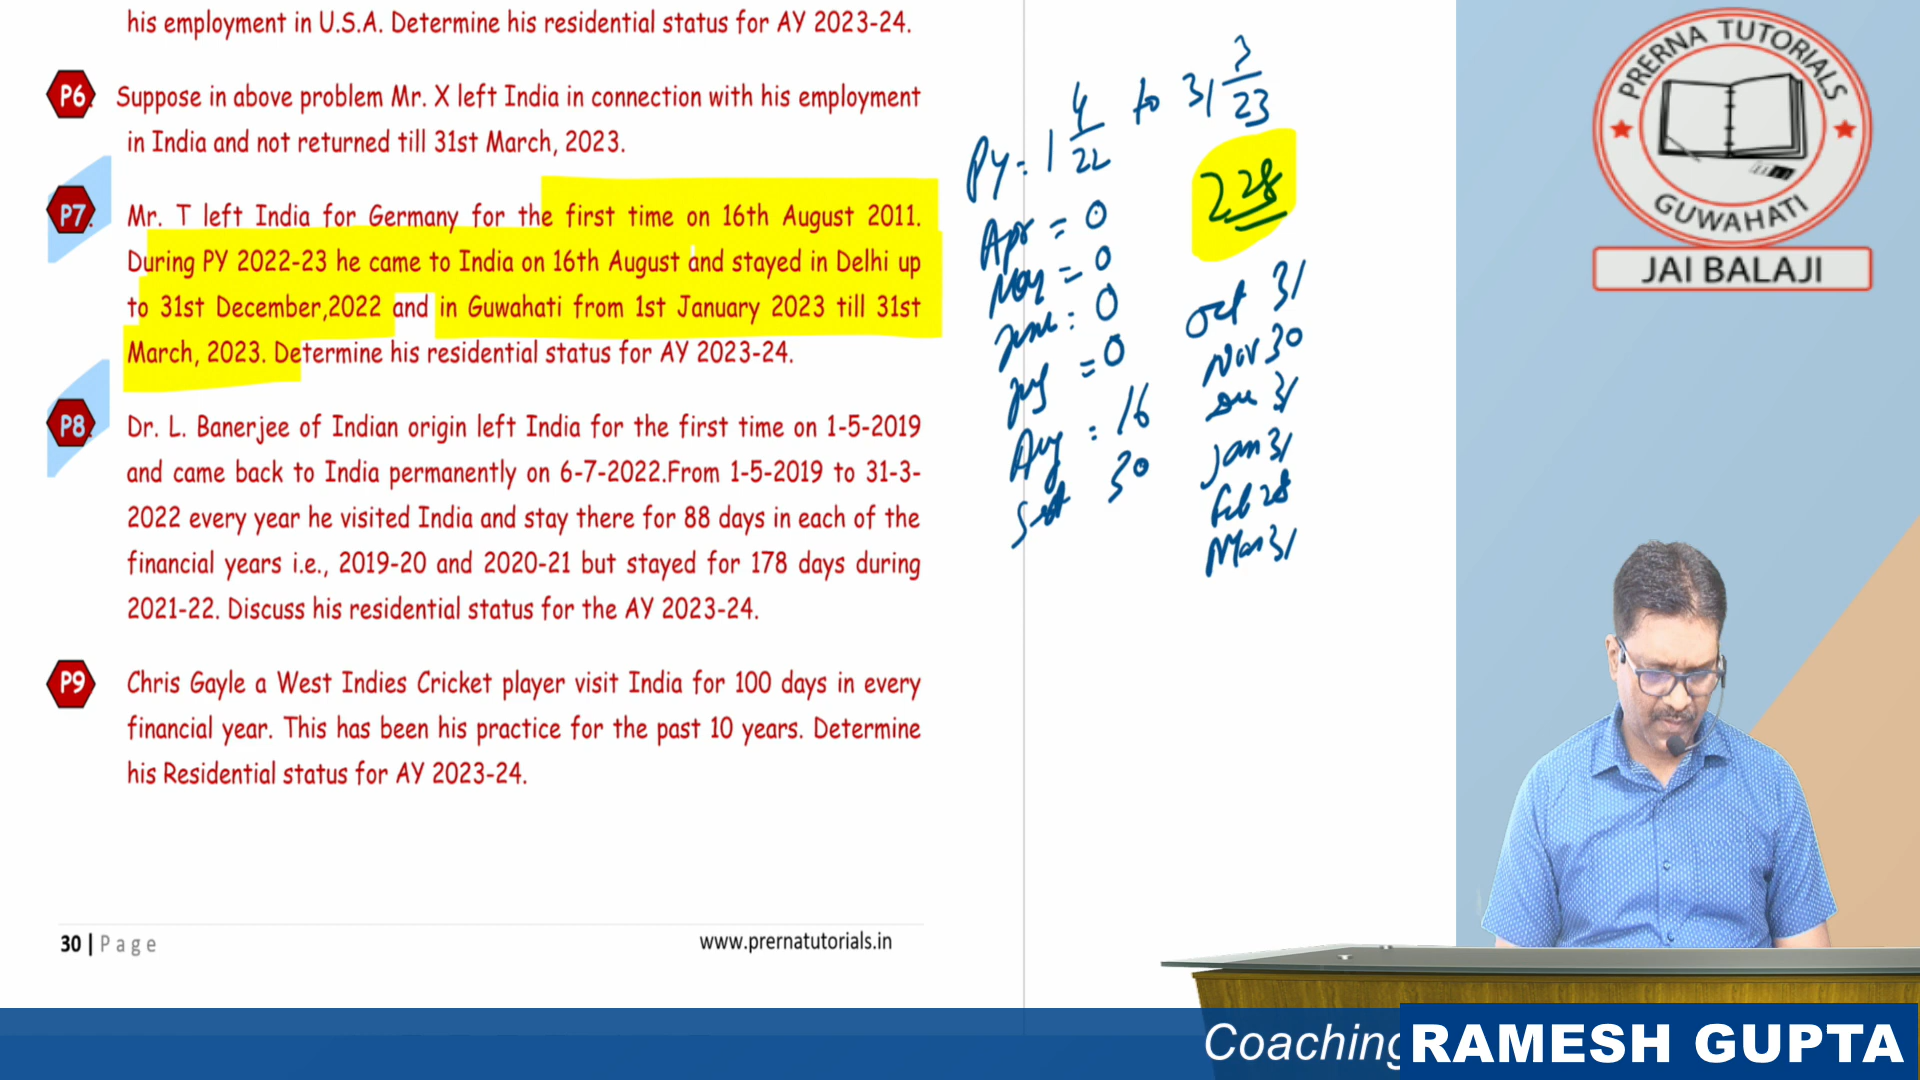 his employment in U.S.A. Determine his residential status for AY 2023-24.
P6. Suppose in above problem Mr. X left India in connection with his employment
in India and not returned till 31st March, 2023.
P7. Mr. T left India for Germany for the first time on 16th August 2011.
During PY 2022-23 he came to India on 16th August and stayed in Delhi up
to 31st December,2022 and in Guwahati from 1st January 2023 till 31st
March, 2023. Determine his residential status for AY 2023-24.
P8. Dr. L. Banerjee of Indian origin left India for the first time on 1-5-2019
and came back to India permanently on 6-7-2022.From 1-5-2019 to 31-3-
2022 every year he visited India and stay there for 88 days in each of the
financial years i.e., 2019-20 and 2020-21 but stayed for 178 days during
2021-22. Discuss his residential status for the AY 2023-24.
P9 Chris Gayle a West Indies Cricket player visit India for 100 days in every
financial year. This has been his practice for the past 10 years. Determine
his Residential status for AY 2023-24.
30 | Page
www.prernatutorials.in
PY: 1 4/22 to 31 3/23
228
Apr = 0
May = 0
June : 0
July = 0
Aug : 16
Sept 30
Oct 31
Nov 30
Dec 31
Jan 31
Feb 28
Mar 31
PRERNA TUTORIALS
GUWAHATI
JAI BALAJI
Coaching
RAMESH GUPTA